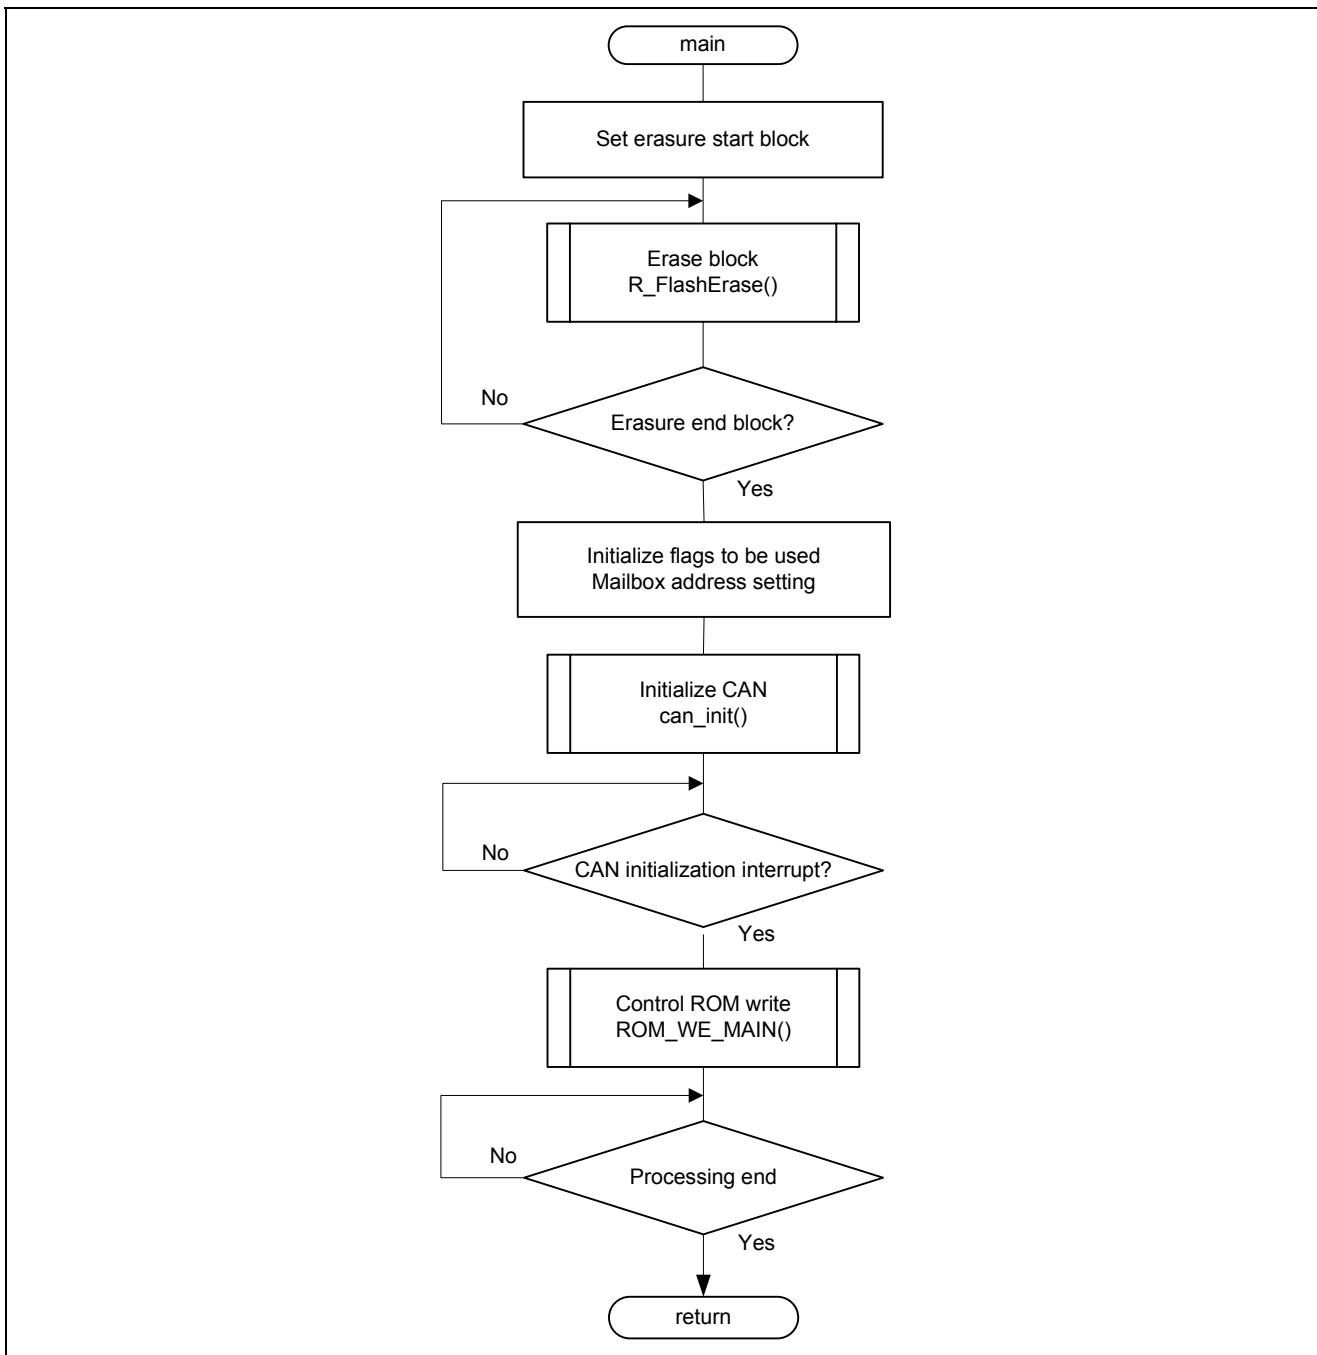 main
Set erasure start block
Erase block
R_FlashErase()
No
Erasure end block?
Yes
Initialize flags to be used
Mailbox address setting
Initialize CAN
can_init()
No
CAN initialization interrupt?
Yes
Control ROM write
ROM_WE_MAIN()
No
Processing end
Yes
return